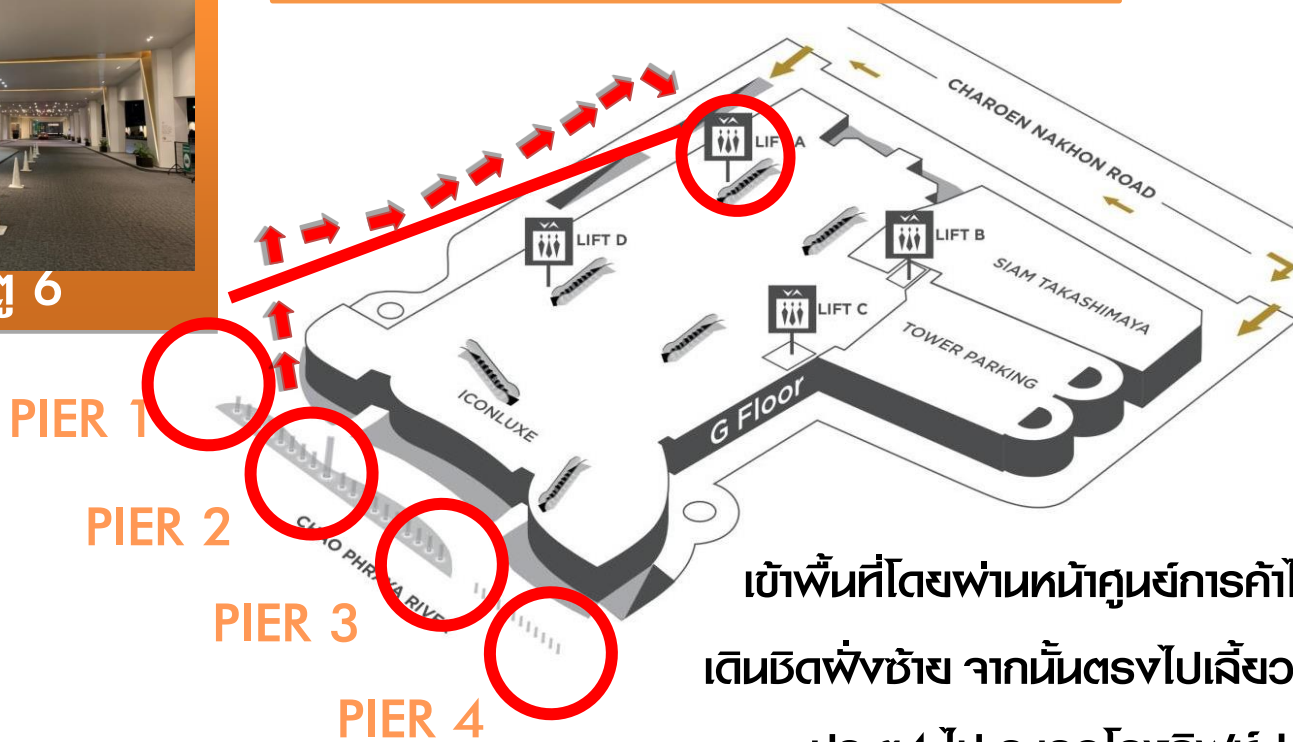 6
CHAROEN NAKHON ROAD
LIFT A
LIFT D
LIFT B
SIAM TAKASHIMAYA
LIFT C
TOWER PARKING
ICONLUXE
G Floor
PIER 1
PIER 2
CHAO PHRAYA RIVER
PIER 3
PIER 4
เข้าพื้นที่โดยผ่านหน้าศูนย์การค้า
เดินชิดฝั่งซ้าย จากนั้นตรงไปเลี้ยว